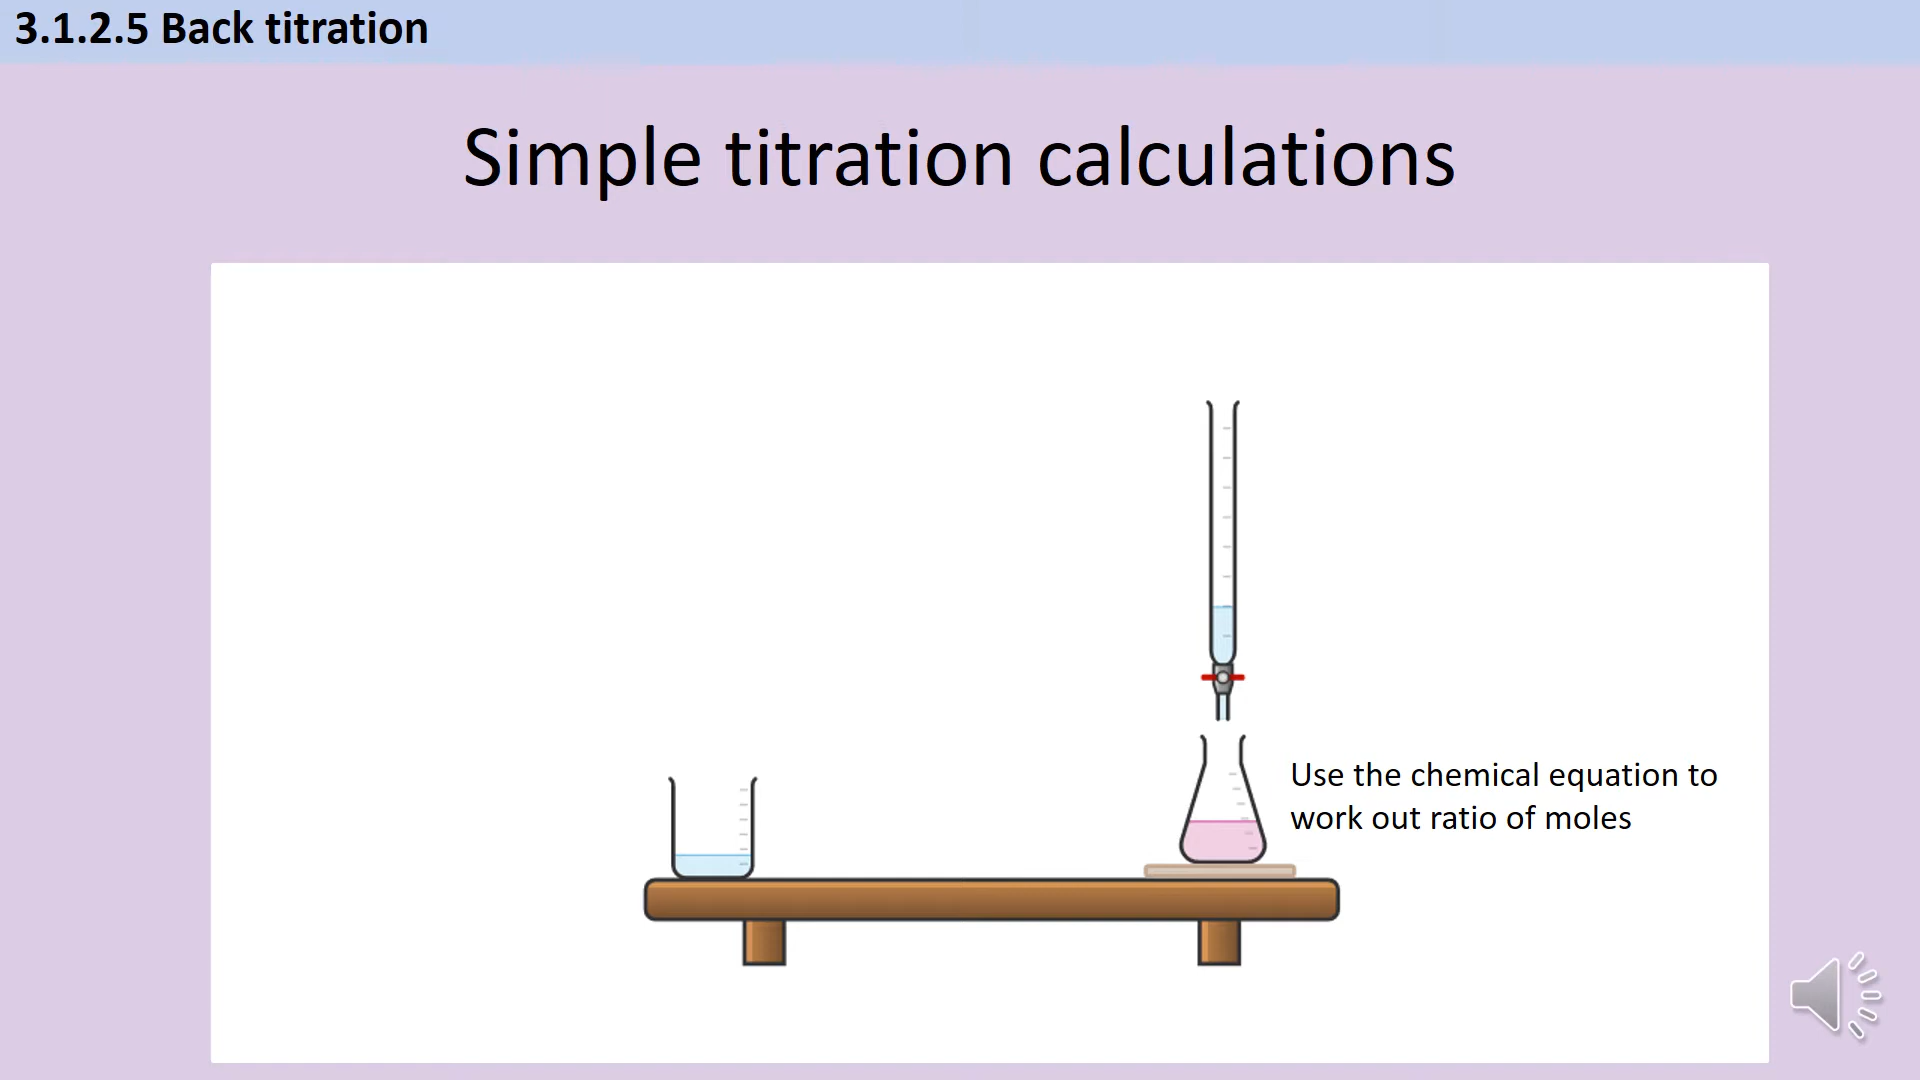 3.1.2.5 Back titration
Simple titration calculations
Use the chemical equation to
work out ratio of moles